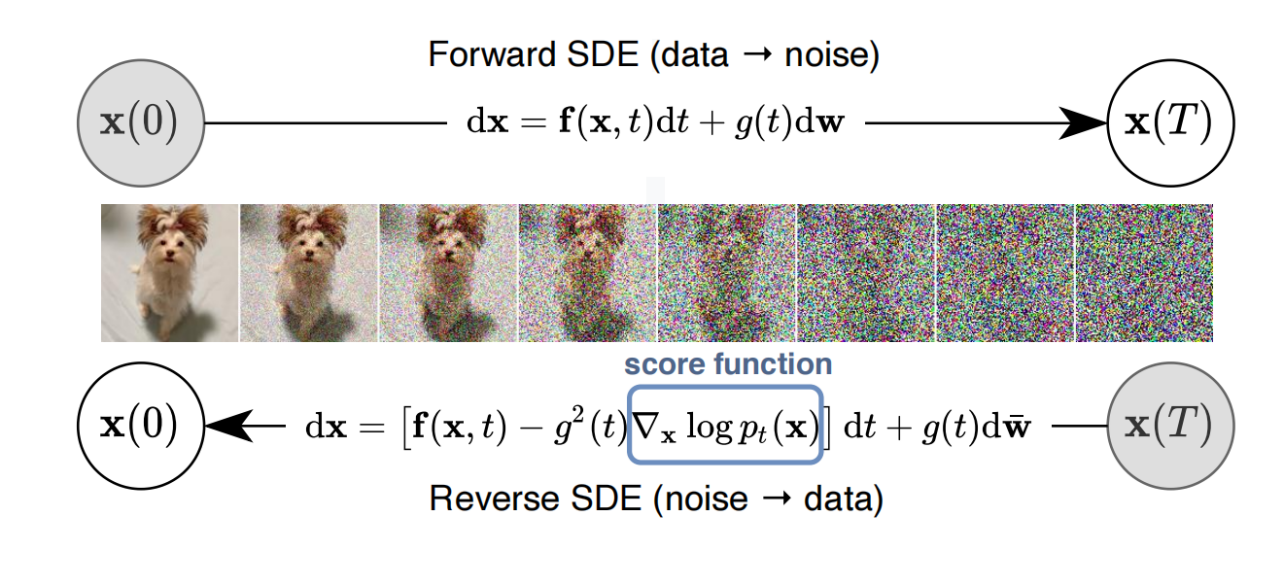 Forward SDE (data → noise)
x(0) dx = f(x, t)dt + g(t)dw x(T)
score function
x(0) dx = [f(x, t) − g²(t)∇ₓ log pₜ(x)] dt + g(t)dw̄ x(T)
Reverse SDE (noise → data)